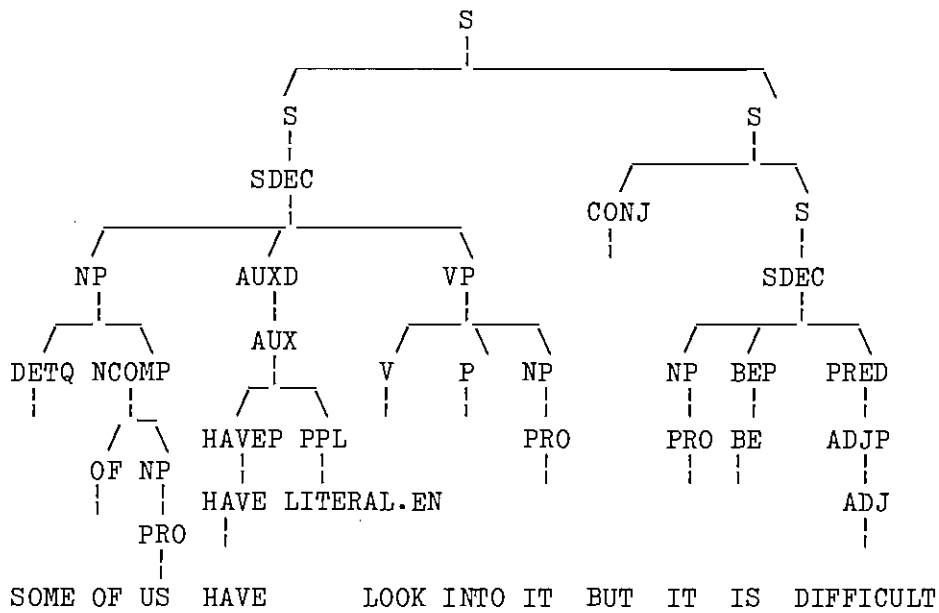 S
S S
SDEC CONJ S
NP AUXD VP SDEC
DETQ NCOMP AUX V P NP NP BEP PRED
OF NP HAVEP PPL PRO PRO BE ADJP
PRO HAVE LITERAL.EN ADJ
SOME OF US HAVE LOOK INTO IT BUT IT IS DIFFICULT